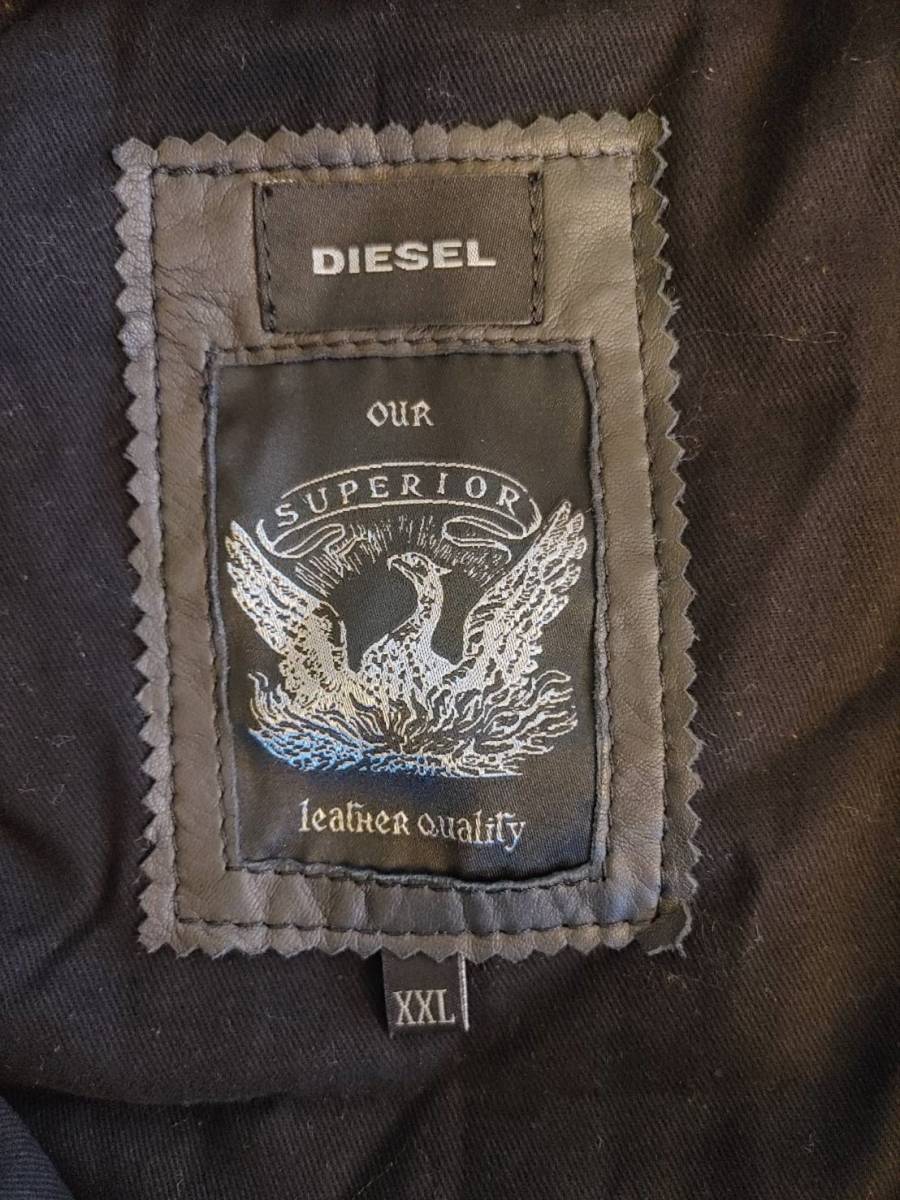 DIESEL
OUR
SUPERIOR
leather quality
XXL